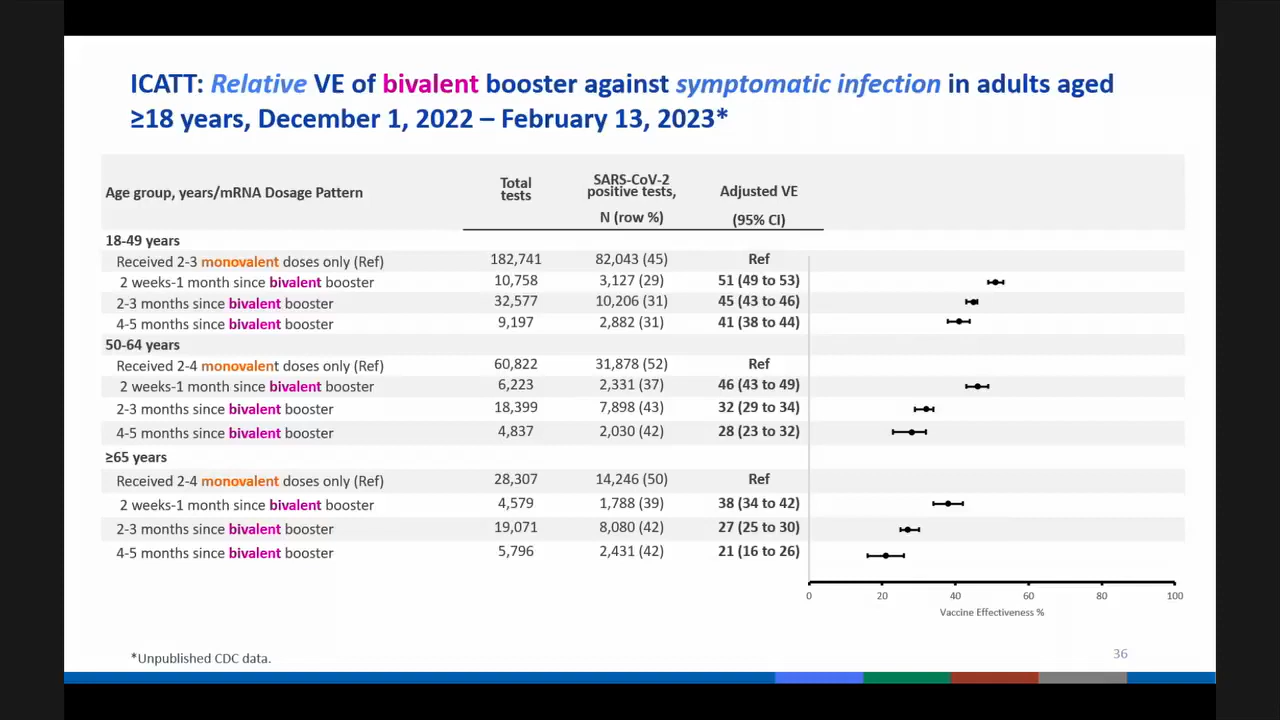 ICATT: Relative VE of bivalent booster against symptomatic infection in adults aged
≥18 years, December 1, 2022 – February 13, 2023*
Age group, years/mRNA Dosage Pattern
Total
tests
SARS-CoV-2
positive tests,
N (row %)
Adjusted VE
(95% CI)
18-49 years
Received 2-3 monovalent doses only (Ref) 182,741 82,043 (45) Ref
2 weeks-1 month since bivalent booster 10,758 3,127 (29) 51 (49 to 53)
2-3 months since bivalent booster 32,577 10,206 (31) 45 (43 to 46)
4-5 months since bivalent booster 9,197 2,882 (31) 41 (38 to 44)
50-64 years
Received 2-4 monovalent doses only (Ref) 60,822 31,878 (52) Ref
2 weeks-1 month since bivalent booster 6,223 2,331 (37) 46 (43 to 49)
2-3 months since bivalent booster 18,399 7,898 (43) 32 (29 to 34)
4-5 months since bivalent booster 4,837 2,030 (42) 28 (23 to 32)
≥65 years
Received 2-4 monovalent doses only (Ref) 28,307 14,246 (50) Ref
2 weeks-1 month since bivalent booster 4,579 1,788 (39) 38 (34 to 42)
2-3 months since bivalent booster 19,071 8,080 (42) 27 (25 to 30)
4-5 months since bivalent booster 5,796 2,431 (42) 21 (16 to 26)
0 20 40 60 80 100
Vaccine Effectiveness %
*Unpublished CDC data.
36